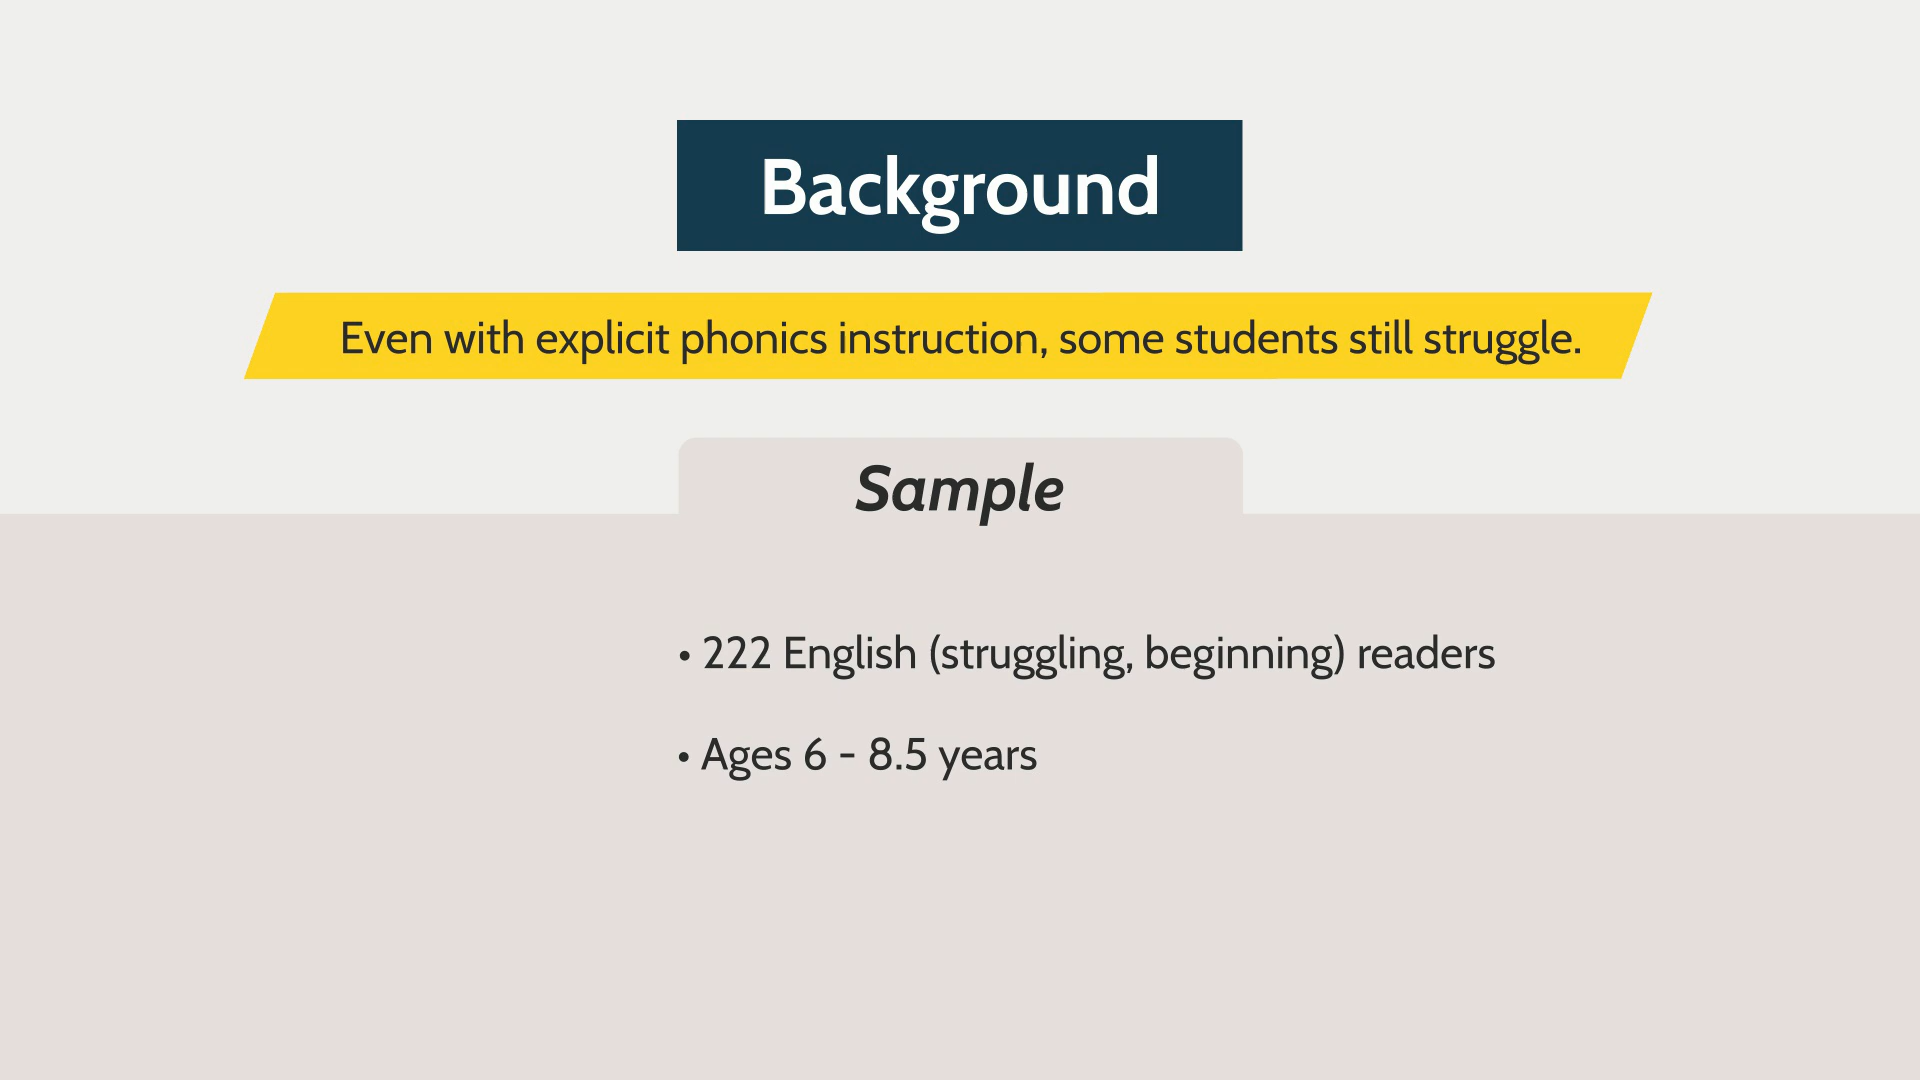 Background
Even with explicit phonics instruction, some students still struggle.
Sample
• 222 English (struggling, beginning) readers
• Ages 6 - 8.5 years